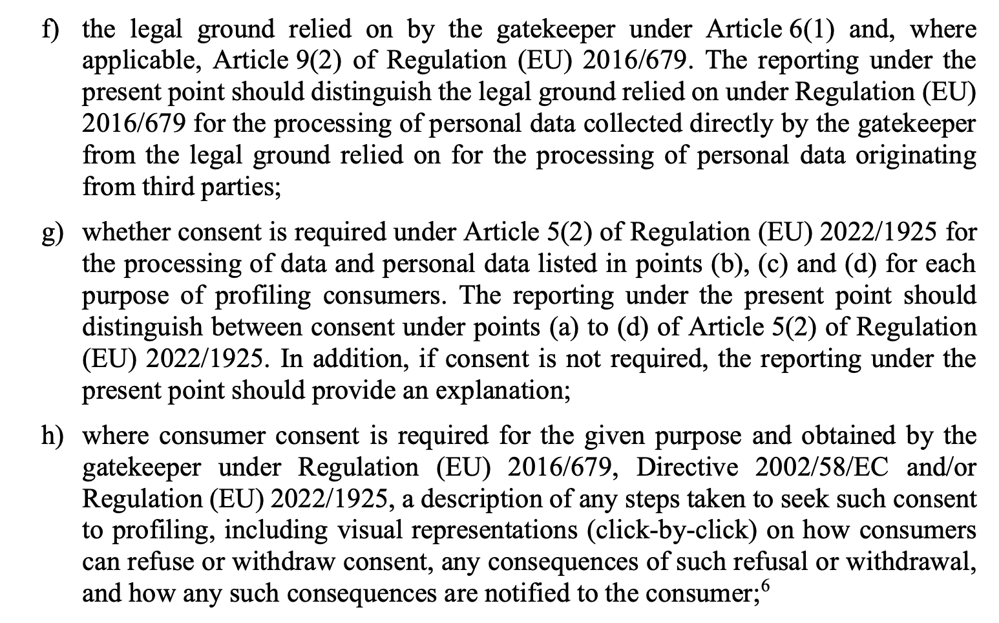 f) the legal ground relied on by the gatekeeper under Article 6(1) and, where
applicable, Article 9(2) of Regulation (EU) 2016/679. The reporting under the
present point should distinguish the legal ground relied on under Regulation (EU)
2016/679 for the processing of personal data collected directly by the gatekeeper
from the legal ground relied on for the processing of personal data originating
from third parties;
g) whether consent is required under Article 5(2) of Regulation (EU) 2022/1925 for
the processing of data and personal data listed in points (b), (c) and (d) for each
purpose of profiling consumers. The reporting under the present point should
distinguish between consent under points (a) to (d) of Article 5(2) of Regulation
(EU) 2022/1925. In addition, if consent is not required, the reporting under the
present point should provide an explanation;
h) where consumer consent is required for the given purpose and obtained by the
gatekeeper under Regulation (EU) 2016/679, Directive 2002/58/EC and/or
Regulation (EU) 2022/1925, a description of any steps taken to seek such consent
to profiling, including visual representations (click-by-click) on how consumers
can refuse or withdraw consent, any consequences of such refusal or withdrawal,
and how any such consequences are notified to the consumer;⁶